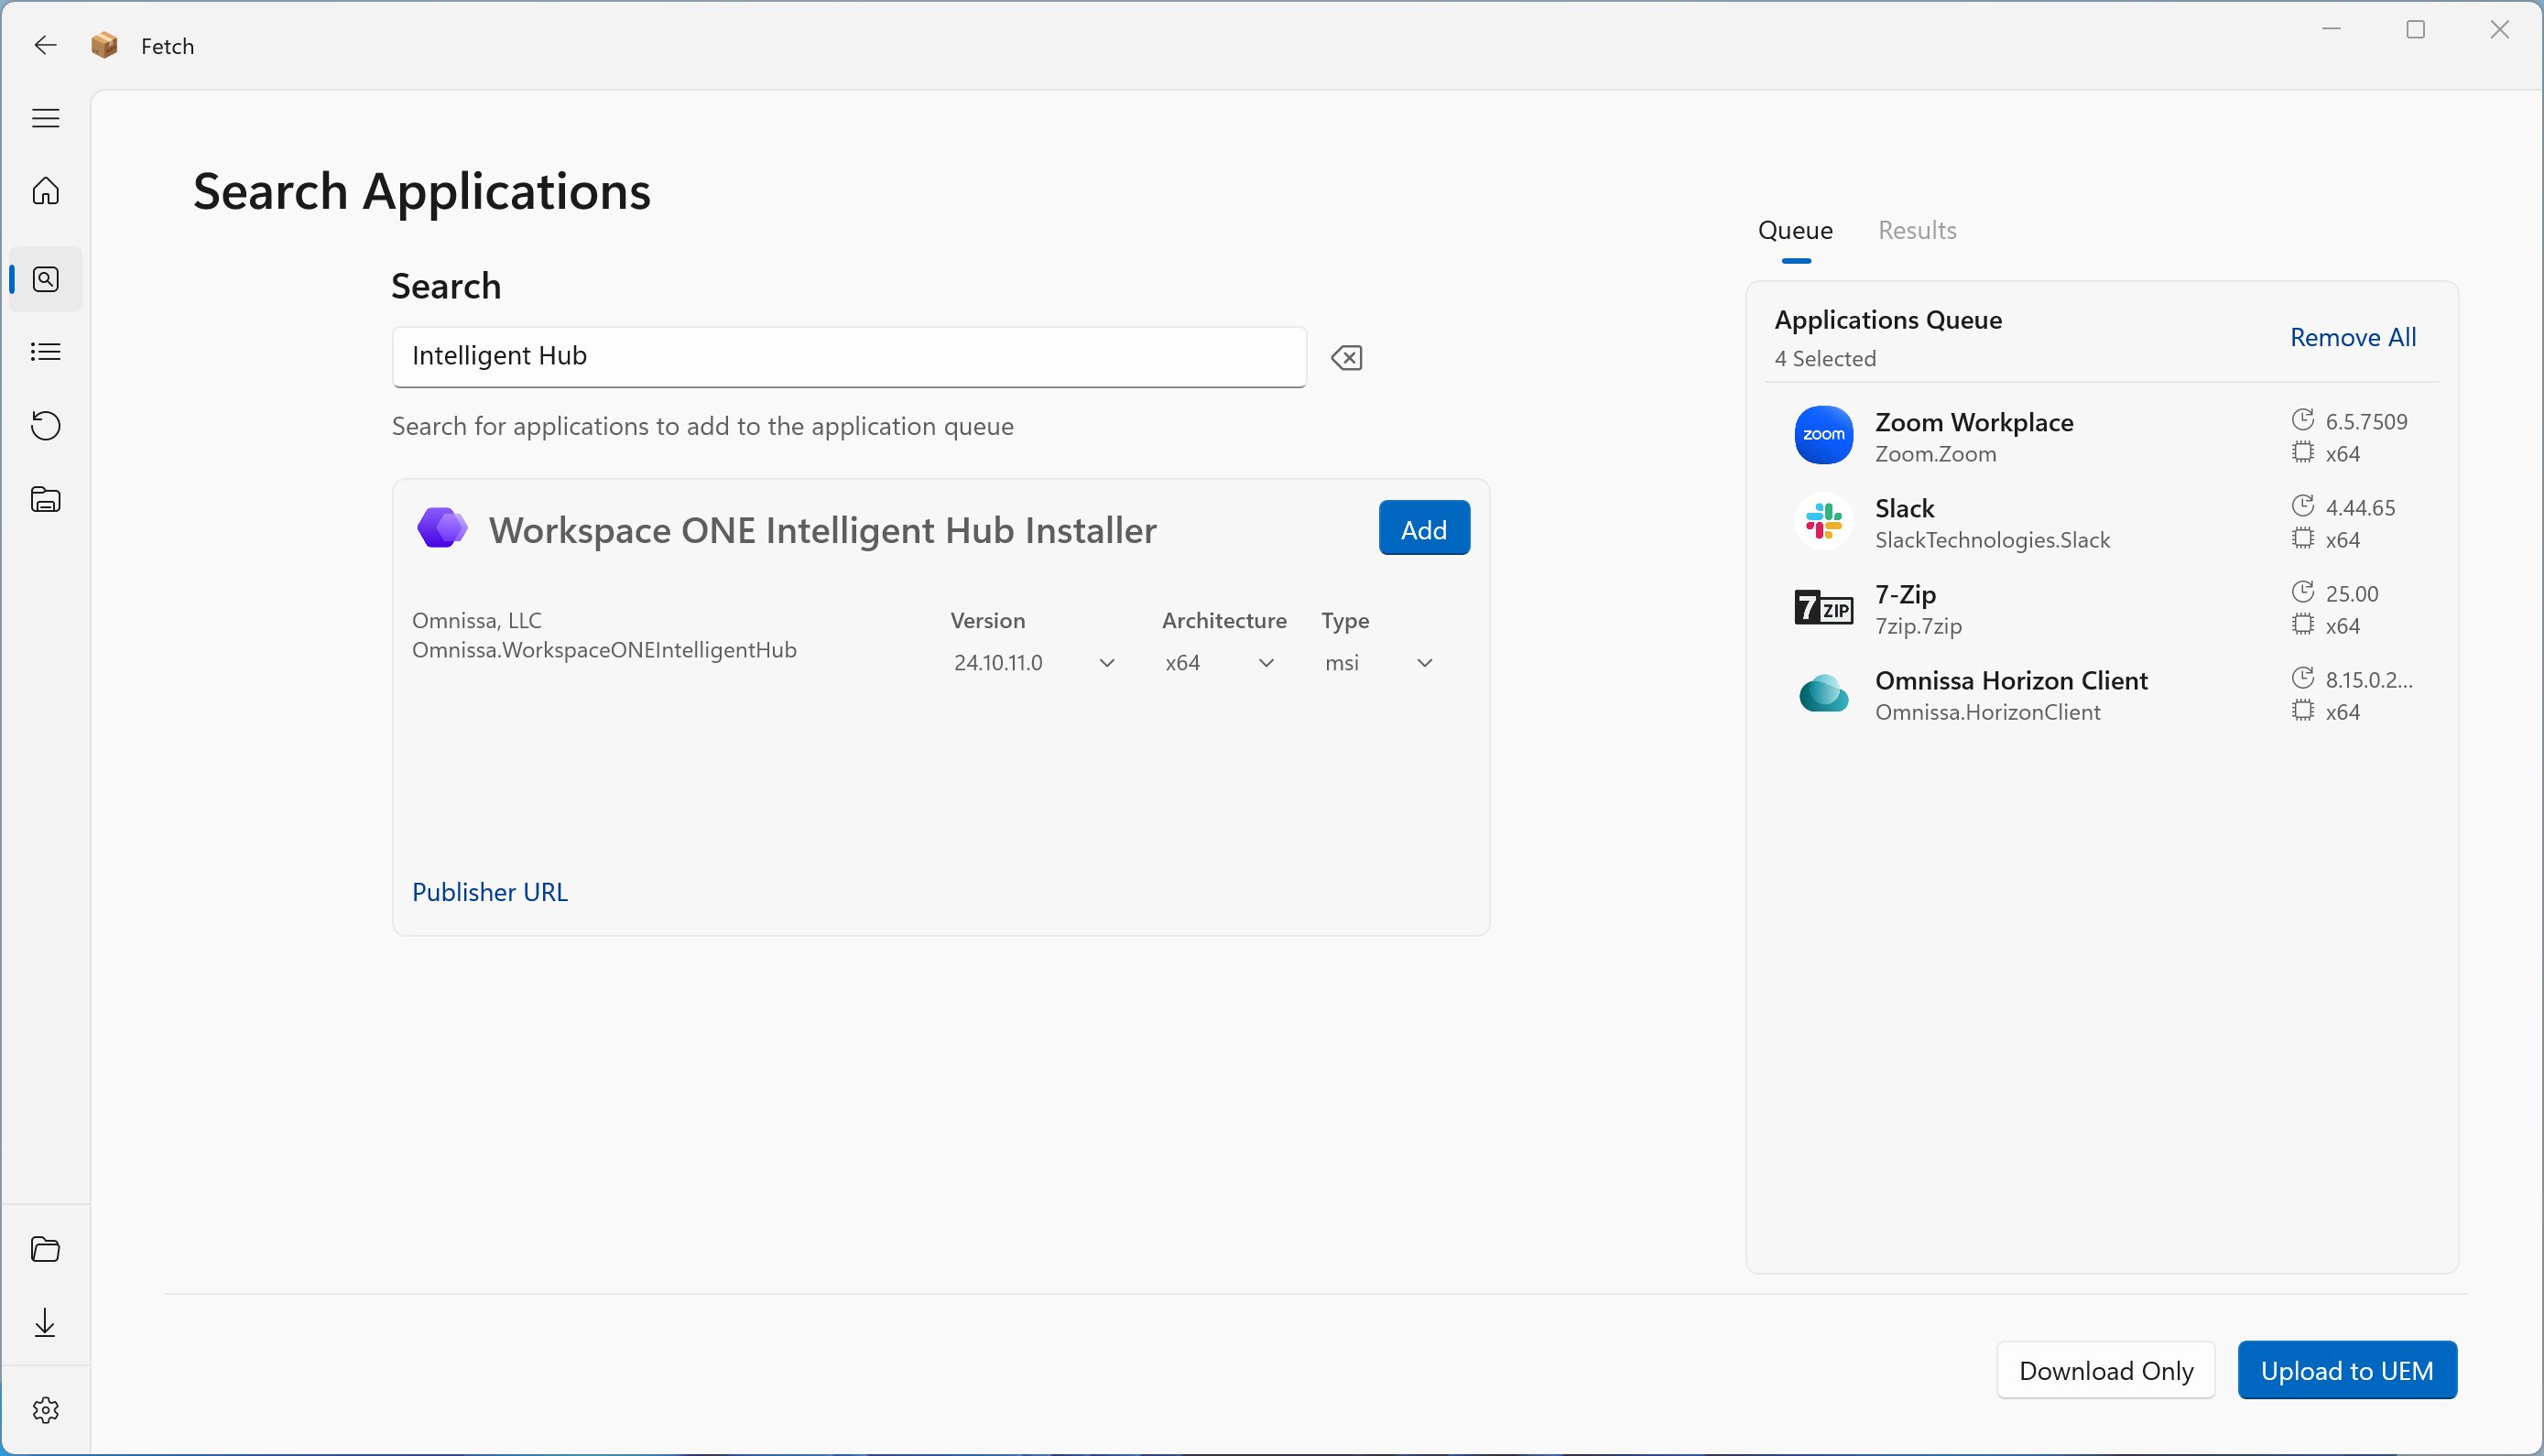 Fetch
Search Applications
Search
Intelligent Hub
Search for applications to add to the application queue
Workspace ONE Intelligent Hub Installer
Add
Omnissa, LLC
Omnissa.WorkspaceONEIntelligentHub
Version
Architecture
Type
24.10.11.0
x64
msi
Publisher URL
Queue
Results
Applications Queue
4 Selected
Remove All
zoom
Zoom Workplace
Zoom.Zoom
6.5.7509
x64
Slack
SlackTechnologies.Slack
4.44.65
x64
7 ZIP
7-Zip
7zip.7zip
25.00
x64
Omnissa Horizon Client
Omnissa.HorizonClient
8.15.0.2...
x64
Download Only
Upload to UEM